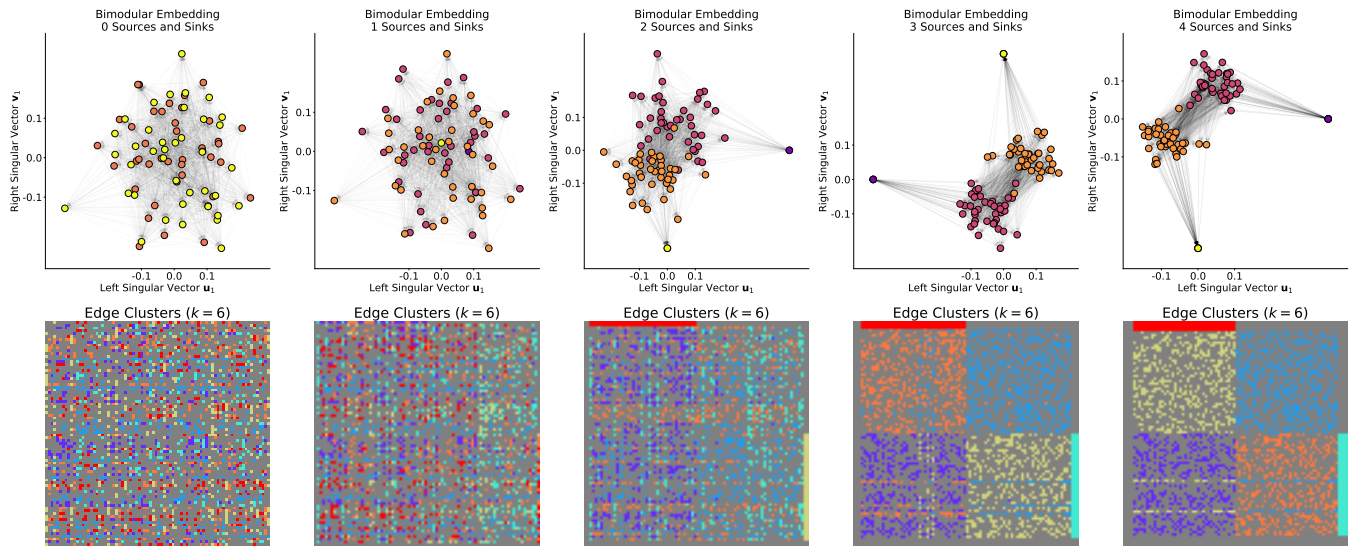 Bimodular Embedding
0 Sources and Sinks
Right Singular Vector v₁
0.1
0.0
-0.1
-0.1 0.0 0.1
Left Singular Vector u₁
Bimodular Embedding
1 Sources and Sinks
Right Singular Vector v₁
0.1
0.0
-0.1
-0.1 0.0 0.1
Left Singular Vector u₁
Bimodular Embedding
2 Sources and Sinks
Right Singular Vector v₁
0.1
0.0
-0.1
-0.1 0.0 0.1
Left Singular Vector u₁
Bimodular Embedding
3 Sources and Sinks
Right Singular Vector v₁
0.1
0.0
-0.1
-0.1 0.0 0.1
Left Singular Vector u₁
Bimodular Embedding
4 Sources and Sinks
Right Singular Vector v₁
0.1
0.0
-0.1
-0.1 0.0 0.1
Left Singular Vector u₁
Edge Clusters (k = 6)
Edge Clusters (k = 6)
Edge Clusters (k = 6)
Edge Clusters (k = 6)
Edge Clusters (k = 6)